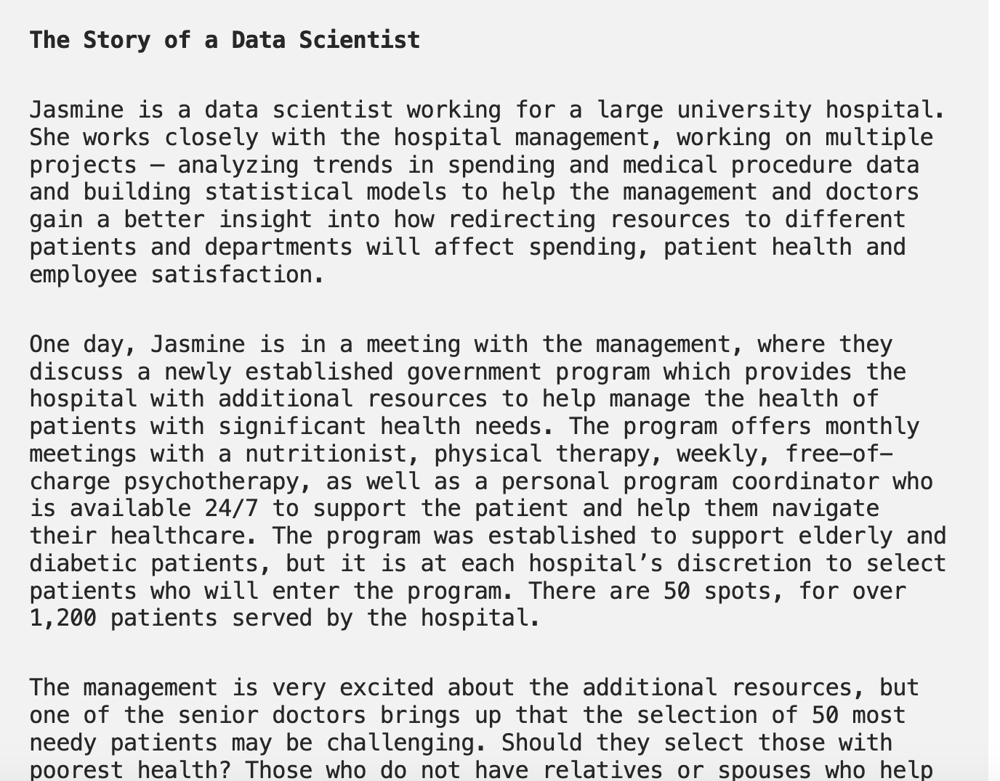 The Story of a Data Scientist
Jasmine is a data scientist working for a large university hospital.
She works closely with the hospital management, working on multiple
projects – analyzing trends in spending and medical procedure data
and building statistical models to help the management and doctors
gain a better insight into how redirecting resources to different
patients and departments will affect spending, patient health and
employee satisfaction.
One day, Jasmine is in a meeting with the management, where they
discuss a newly established government program which provides the
hospital with additional resources to help manage the health of
patients with significant health needs. The program offers monthly
meetings with a nutritionist, physical therapy, weekly, free–of–
charge psychotherapy, as well as a personal program coordinator who
is available 24/7 to support the patient and help them navigate
their healthcare. The program was established to support elderly and
diabetic patients, but it is at each hospital’s discretion to select
patients who will enter the program. There are 50 spots, for over
1,200 patients served by the hospital.
The management is very excited about the additional resources, but
one of the senior doctors brings up that the selection of 50 most
needy patients may be challenging. Should they select those with
poorest health? Those who do not have relatives or spouses who help